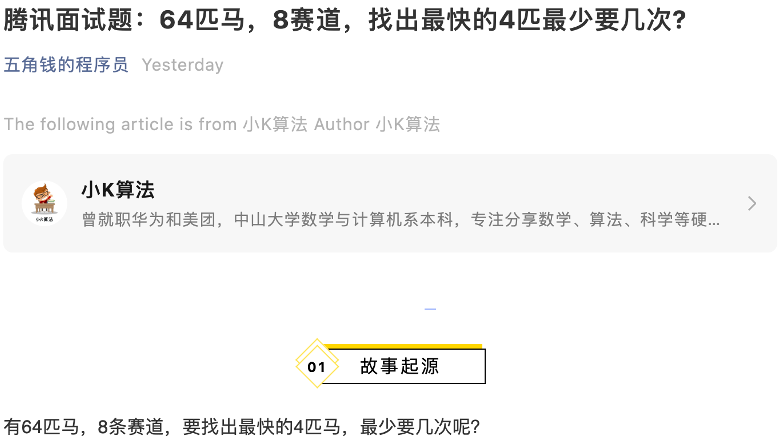 腾讯面试题：64匹马，8赛道，找出最快的4匹最少要几次？
五角钱的程序员 Yesterday
The following article is from 小K算法 Author 小K算法
小K算法
曾就职华为和美团，中山大学数学与计算机系本科，专注分享数学、算法、科学等硬...
小K算法
01 故事起源
有64匹马，8条赛道，要找出最快的4匹马，最少要几次呢？